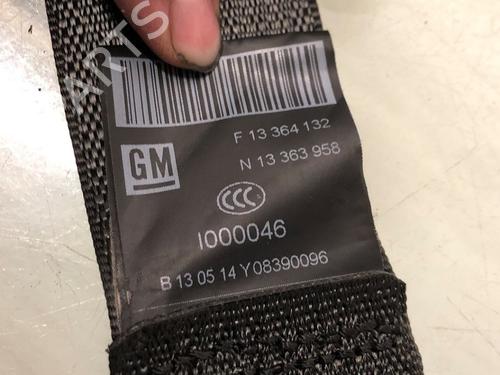 F 13 364 132
N 13 363 958
GM
CCC
I000046
B 13 05 14 Y08390096